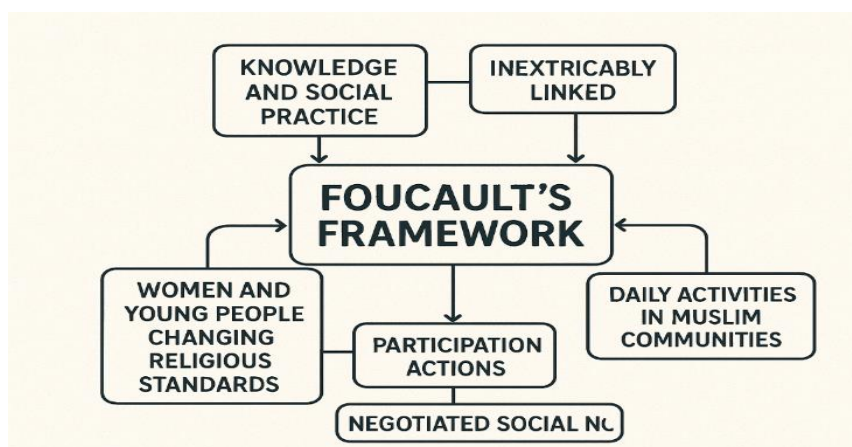 KNOWLEDGE
AND SOCIAL
PRACTICE
INEXTRICABLY
LINKED
FOUCAULT'S
FRAMEWORK
WOMEN AND
YOUNG PEOPLE
CHANGING
RELIGIOUS
STANDARDS
PARTICIPATION
ACTIONS
DAILY ACTIVITIES
IN MUSLIM
COMMUNITIES
NEGOTIATED SOCIAL